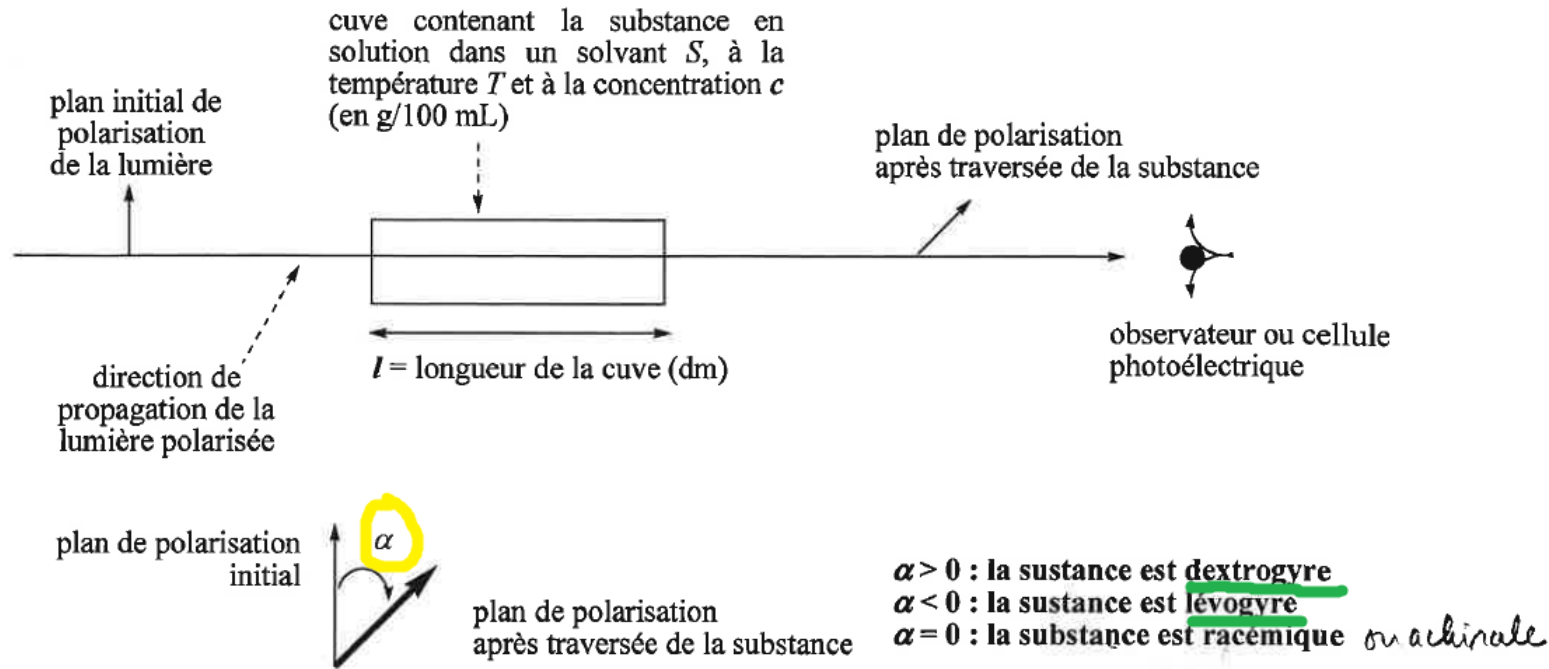 cuve contenant la substance en
solution dans un solvant S, à la
température T et à la concentration c
(en g/100 mL)
plan initial de
polarisation
de la lumière
plan de polarisation
après traversée de la substance
observateur ou cellule
photoélectrique
l = longueur de la cuve (dm)
direction de
propagation de la
lumière polarisée
plan de polarisation
initial
α
plan de polarisation
après traversée de la substance
α > 0 : la sustance est dextrogyre
α < 0 : la sustance est lévogyre
α = 0 : la substance est racémique ou achirale